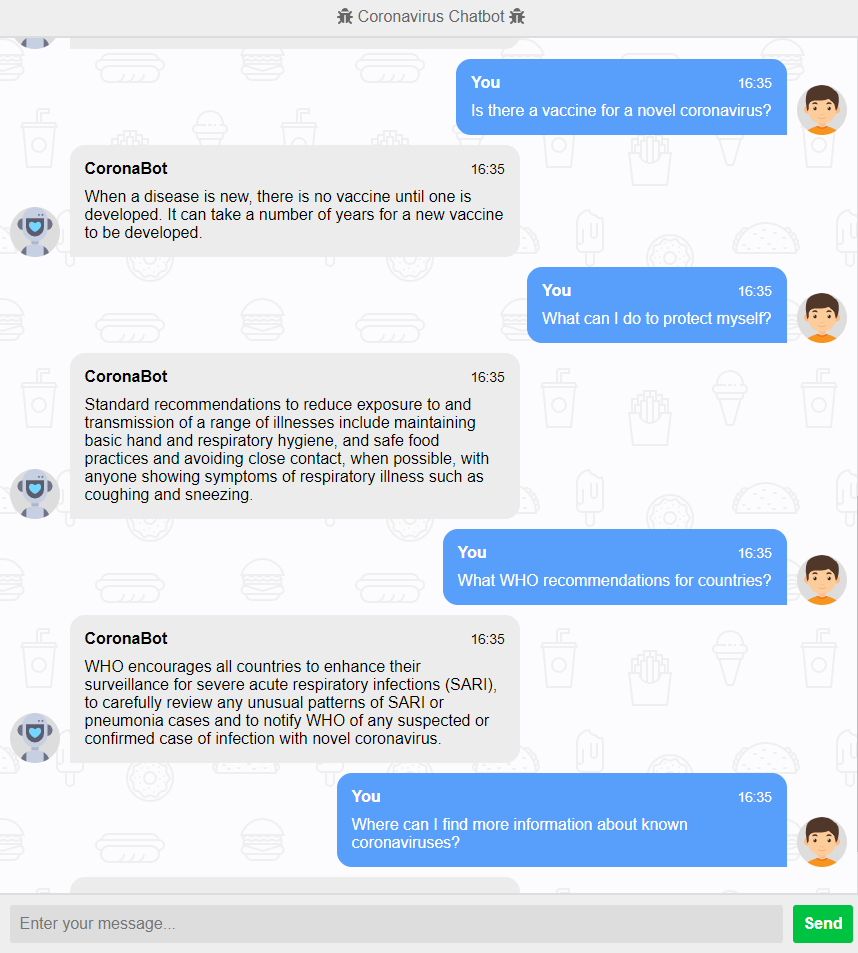 Coronavirus Chatbot
You 16:35
Is there a vaccine for a novel coronavirus?
CoronaBot 16:35
When a disease is new, there is no vaccine until one is
developed. It can take a number of years for a new vaccine
to be developed.
You 16:35
What can I do to protect myself?
CoronaBot 16:35
Standard recommendations to reduce exposure to and
transmission of a range of illnesses include maintaining
basic hand and respiratory hygiene, and safe food
practices and avoiding close contact, when possible, with
anyone showing symptoms of respiratory illness such as
coughing and sneezing.
You 16:35
What WHO recommendations for countries?
CoronaBot 16:35
WHO encourages all countries to enhance their
surveillance for severe acute respiratory infections (SARI),
to carefully review any unusual patterns of SARI or
pneumonia cases and to notify WHO of any suspected or
confirmed case of infection with novel coronavirus.
You 16:35
Where can I find more information about known
coronaviruses?
Enter your message... Send